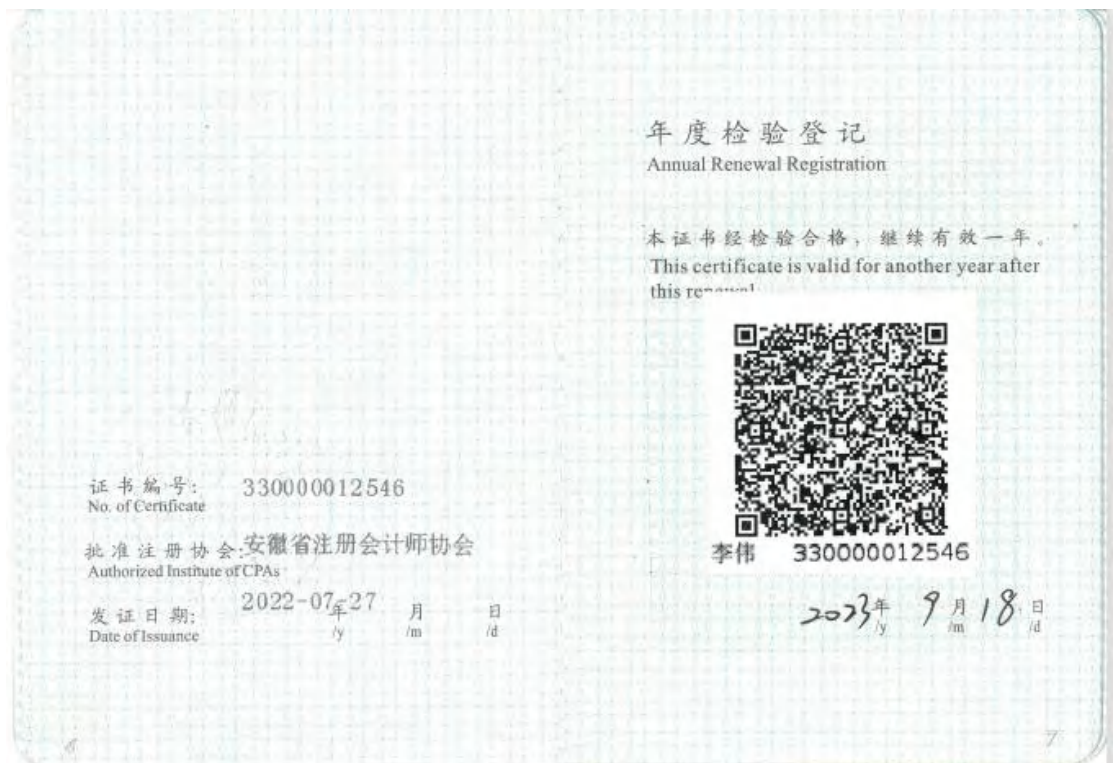 证书编号: 330000012546
No. of Certificate
批准注册协会: 安徽省注册会计师协会
Authorized Institute of CPAs
发证日期: 2022-07-27 年 月 日
Date of Issuance /y /m /d
年度检验登记
Annual Renewal Registration
本证书经检验合格，继续有效一年。
This certificate is valid for another year after
this renewal
李伟 330000012546
2023年 9月 18日
/y /m /d
7